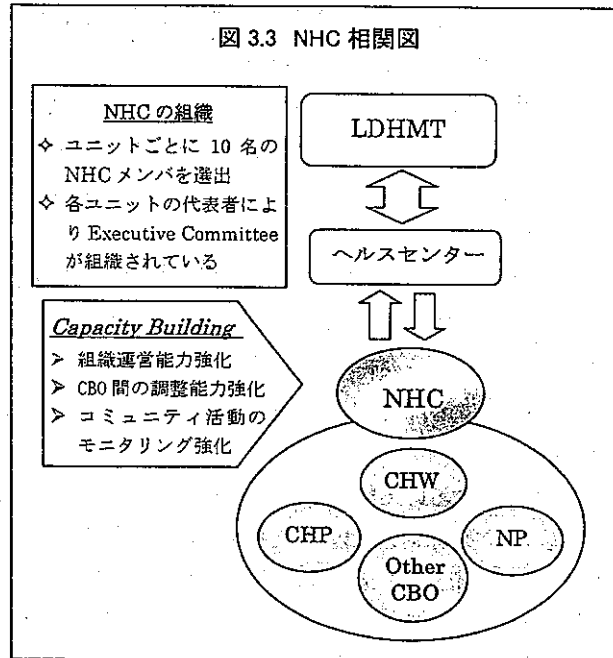 図 3.3 NHC 相関図
NHC の組織
✧ ユニットごとに 10 名の
NHC メンバを選出
✧ 各ユニットの代表者によ
り Executive Committee
が組織されている
LDHMT
ヘルスセンター
Capacity Building
➢ 組織運営能力強化
➢ CBO 間の調整能力強化
➢ コミュニティ活動の
モニタリング強化
NHC
CHW
CHP
NP
Other
CBO